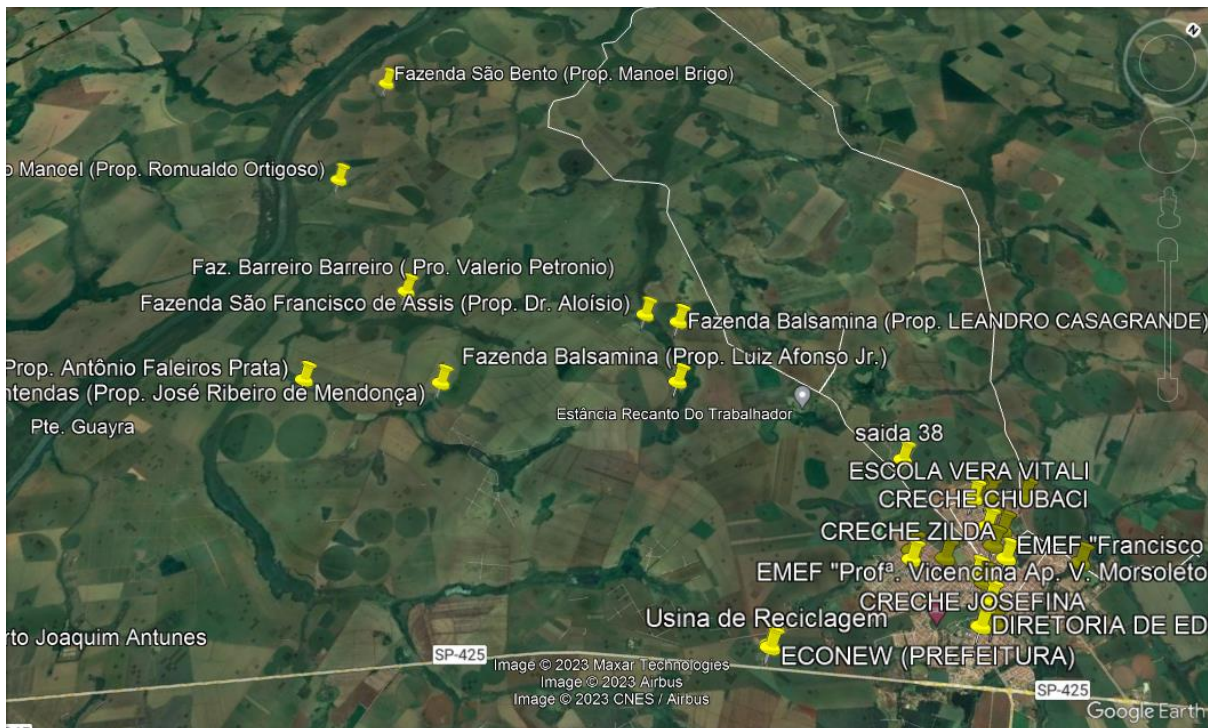 N
Fazenda São Bento (Prop. Manoel Brigo)
o Manoel (Prop. Romualdo Ortigoso)
Faz. Barreiro Barreiro ( Pro. Valerio Petronio)
Fazenda São Francisco de Assis (Prop. Dr. Aloísio)
Fazenda Balsamina (Prop. LEANDRO CASAGRANDE)
Fazenda Balsamina (Prop. Luiz Afonso Jr.)
Prop. Antônio Faleiros Prata)
ntendas (Prop. José Ribeiro de Mendonça)
Estância Recanto Do Trabalhador
Pte. Guayra
saida 38
ESCOLA VERA VITALI
CRECHE CHUBACI
CRECHE ZILDA
EMEF "Francisco
EMEF "Profª. Vicencina Ap. V. Morsoleto
CRECHE JOSEFINA
Usina de Reciclagem
DIRETORIA DE ED
rto Joaquim Antunes
SP-425
ECONEW (PREFEITURA)
Image © 2023 Maxar Technologies
Image © 2023 Airbus
Image © 2023 CNES / Airbus
SP-425
Google Earth